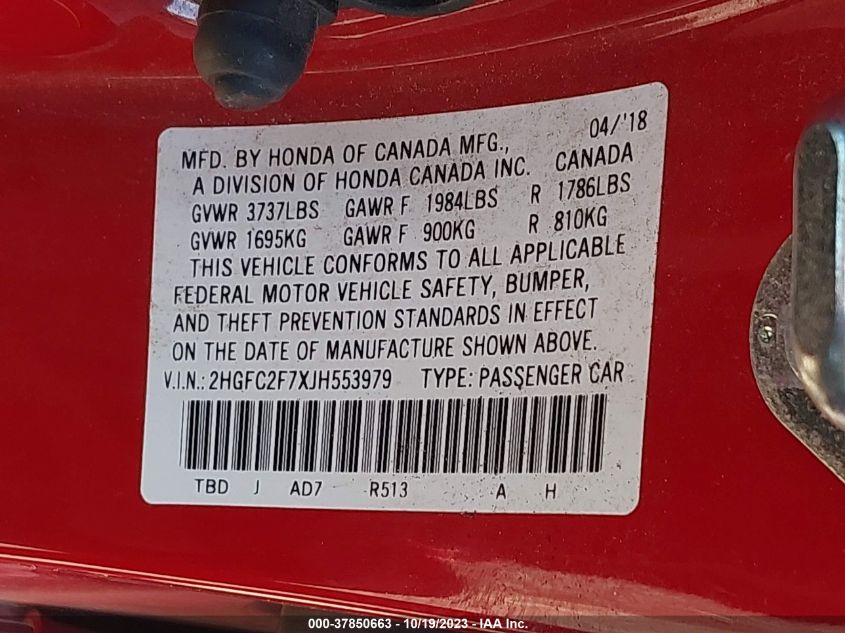 04/'18
MFD. BY HONDA OF CANADA MFG.,
A DIVISION OF HONDA CANADA INC. CANADA
GVWR 3737LBS GAWR F 1984LBS R 1786LBS
GVWR 1695KG GAWR F 900KG R 810KG
THIS VEHICLE CONFORMS TO ALL APPLICABLE
FEDERAL MOTOR VEHICLE SAFETY, BUMPER,
AND THEFT PREVENTION STANDARDS IN EFFECT
ON THE DATE OF MANUFACTURE SHOWN ABOVE.
V.I.N.: 2HGFC2F7XJH553979 TYPE: PASSENGER CAR
TBD J AD7 R513 A H
000-37850663 - 10/19/2023 - IAA Inc.